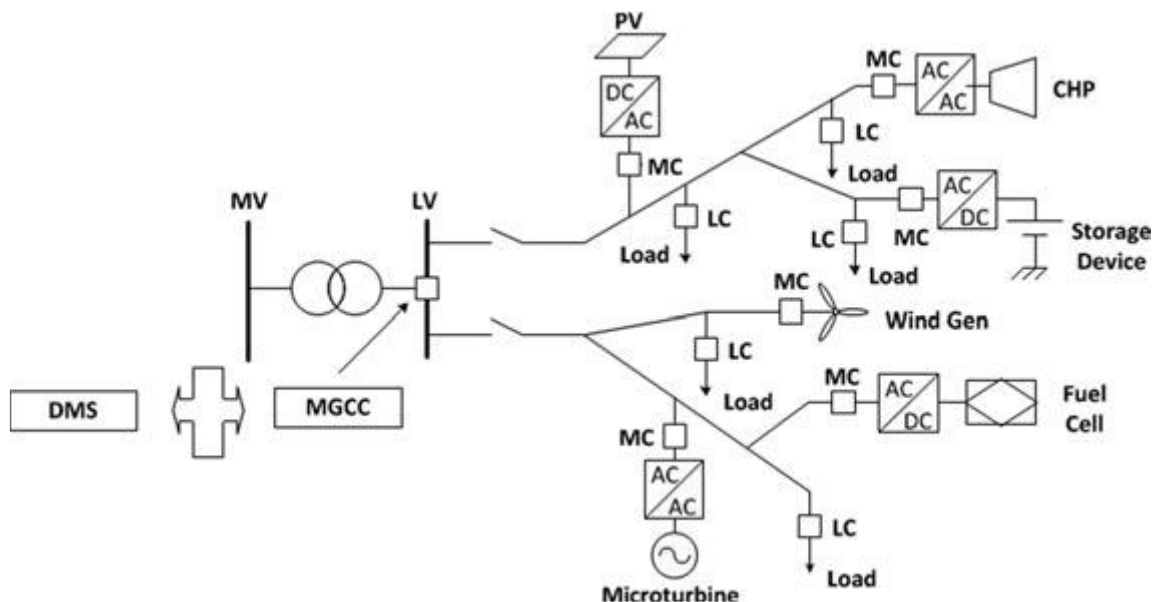 PV
DC
AC
MC
MC
AC
AC
CHP
LC
Load
LC
Load
MV
LV
MC
AC
DC
LC
Load
Storage
Device
MC
Wind Gen
LC
Load
DMS
MGCC
MC
AC
DC
Fuel
Cell
MC
AC
AC
Microturbine
LC
Load